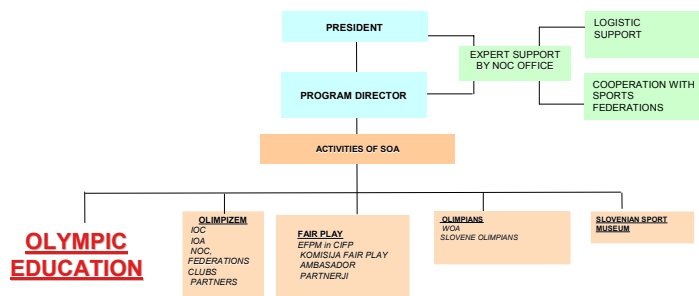 PRESIDENT
LOGISTIC
SUPPORT
EXPERT SUPPORT
BY NOC OFFICE
PROGRAM DIRECTOR
COOPERATION WITH
SPORTS
FEDERATIONS
ACTIVITIES OF SOA
OLYMPIC
EDUCATION
OLIMPIZEM
IOC
IOA
NOC,
FEDERATIONS
CLUBS
PARTNERS
FAIR PLAY
EFPM in CIFP
KOMISIJA FAIR PLAY
AMBASADOR
PARTNERJI
OLIMPIANS
WOA
SLOVENE OLIMPIANS
SLOVENIAN SPORT
MUSEUM